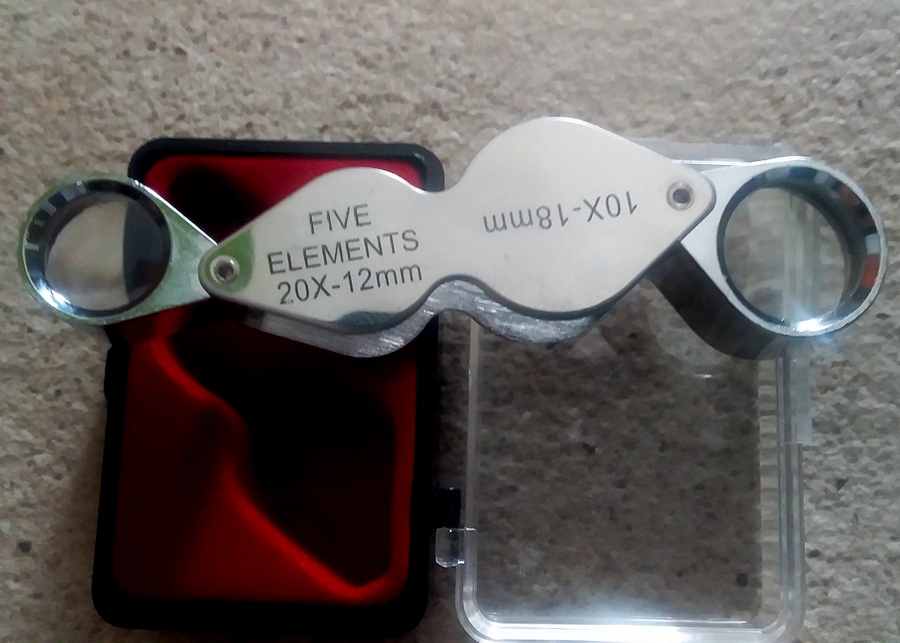 FIVE
ELEMENTS
20X-12mm
10X-18mm